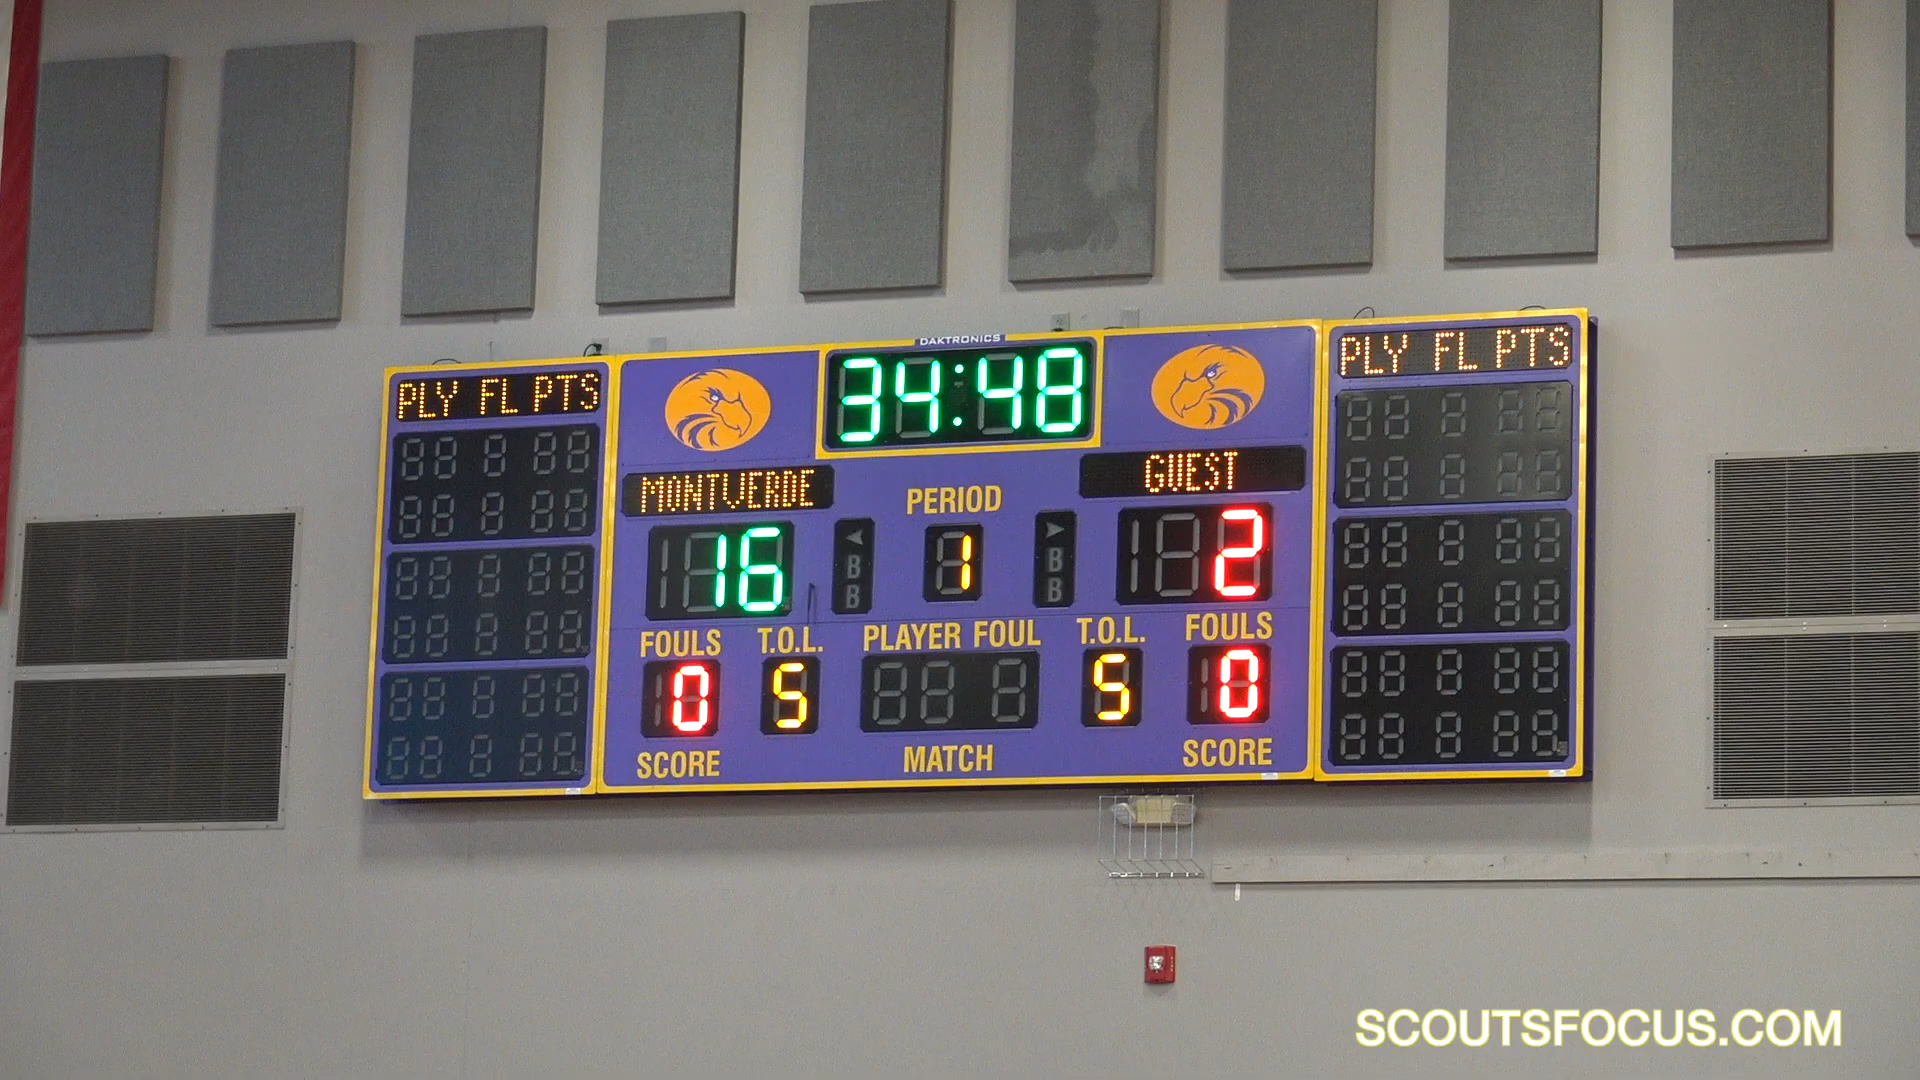 DAKTRONICS
PLY FL PTS
34:48
PLY FL PTS
MONTVERDE
GUEST
PERIOD
16
1
2
B
B
B
B
FOULS T.O.L. PLAYER FOUL T.O.L. FOULS
0 5 5 0
SCORE MATCH SCORE
SCOUTSFOCUS.COM